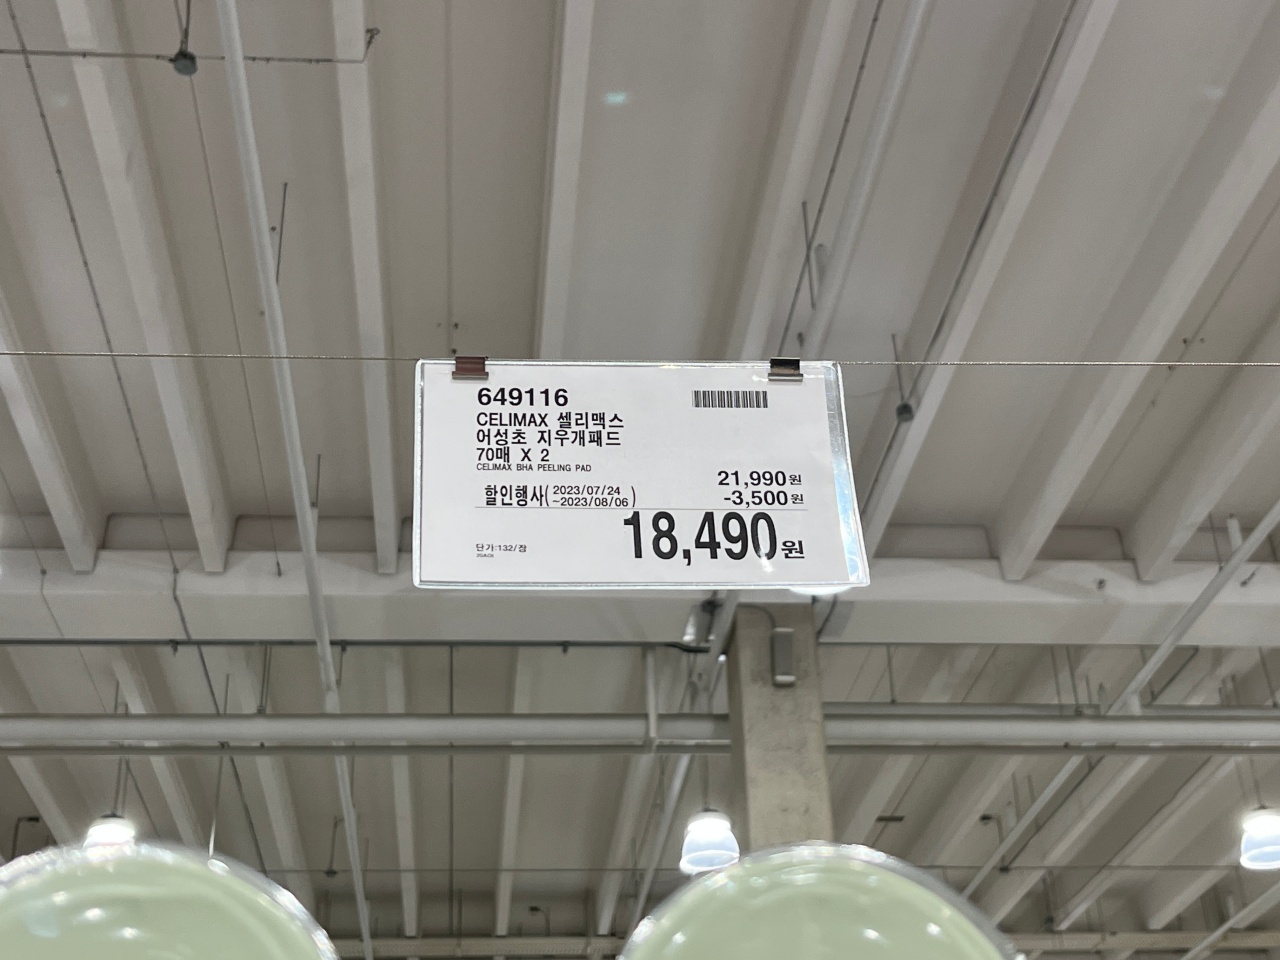 649116
CELIMAX 셀리맥스
어성초 지우개패드
70매 X 2
CELIMAX BHA PEELING PAD
21,990원
할인행사( 2023/07/24
~2023/08/06 )
-3,500원
18,490원
단가:132/장